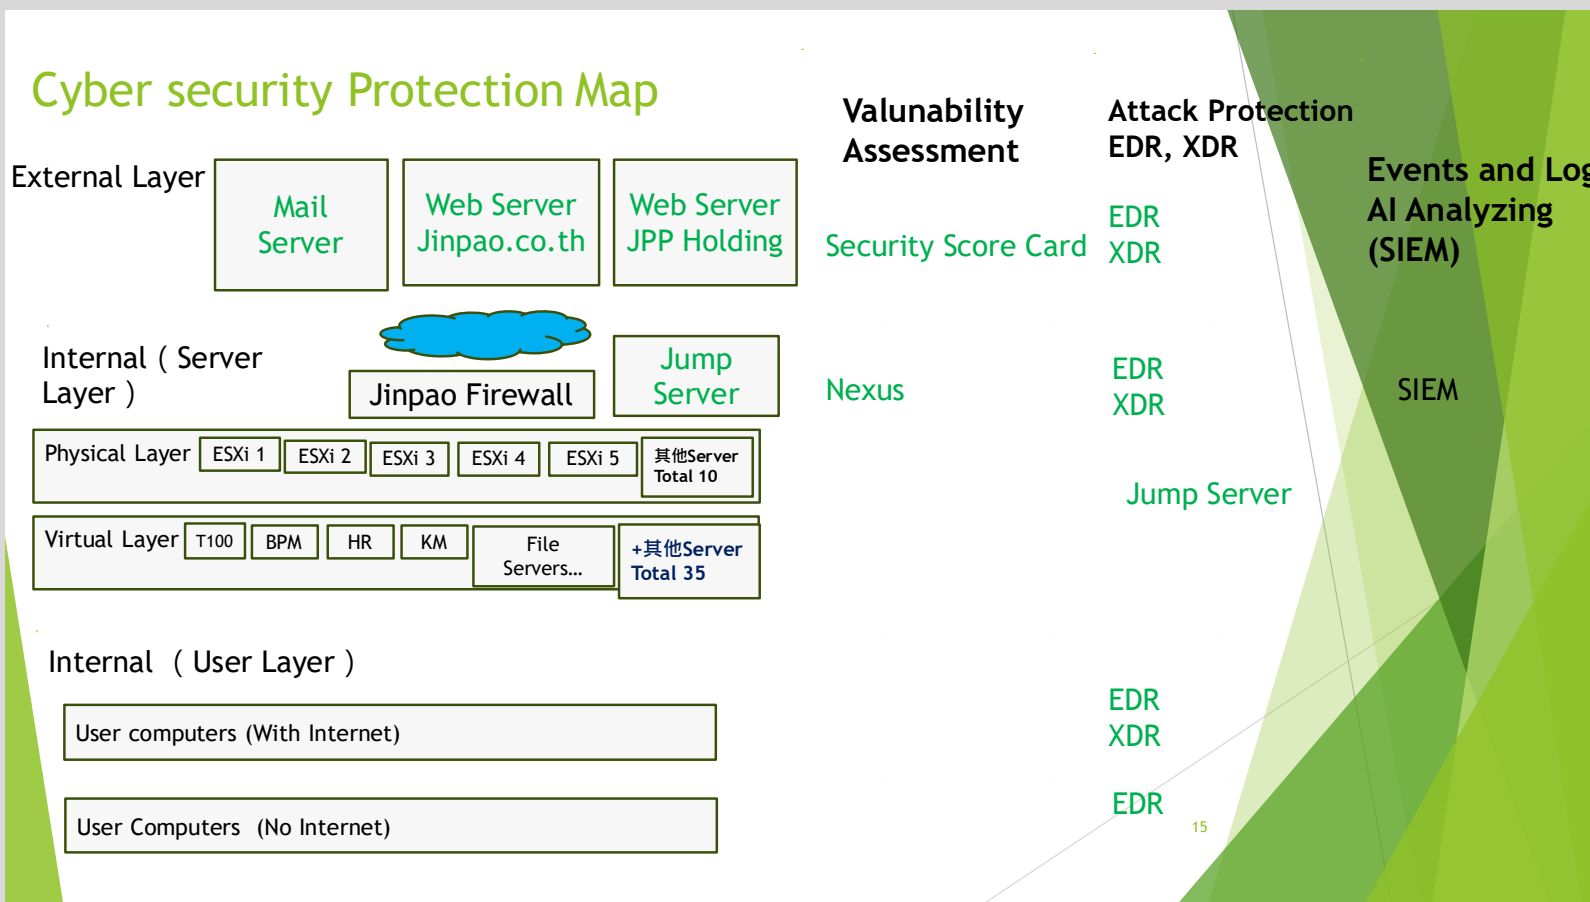 Cyber security Protection Map
Valunability
Assessment
Attack Protection
EDR, XDR
Events and Log
AI Analyzing
(SIEM)
External Layer
Mail
Server
Web Server
Jinpao.co.th
Web Server
JPP Holding
Security Score Card
EDR
XDR
Internal ( Server
Layer )
Jinpao Firewall
Jump
Server
Nexus
EDR
XDR
SIEM
Physical Layer
ESXi 1
ESXi 2
ESXi 3
ESXi 4
ESXi 5
其他Server
Total 10
Jump Server
Virtual Layer
T100
BPM
HR
KM
File
Servers...
+其他Server
Total 35
Internal ( User Layer )
User computers (With Internet)
EDR
XDR
User Computers (No Internet)
EDR
15